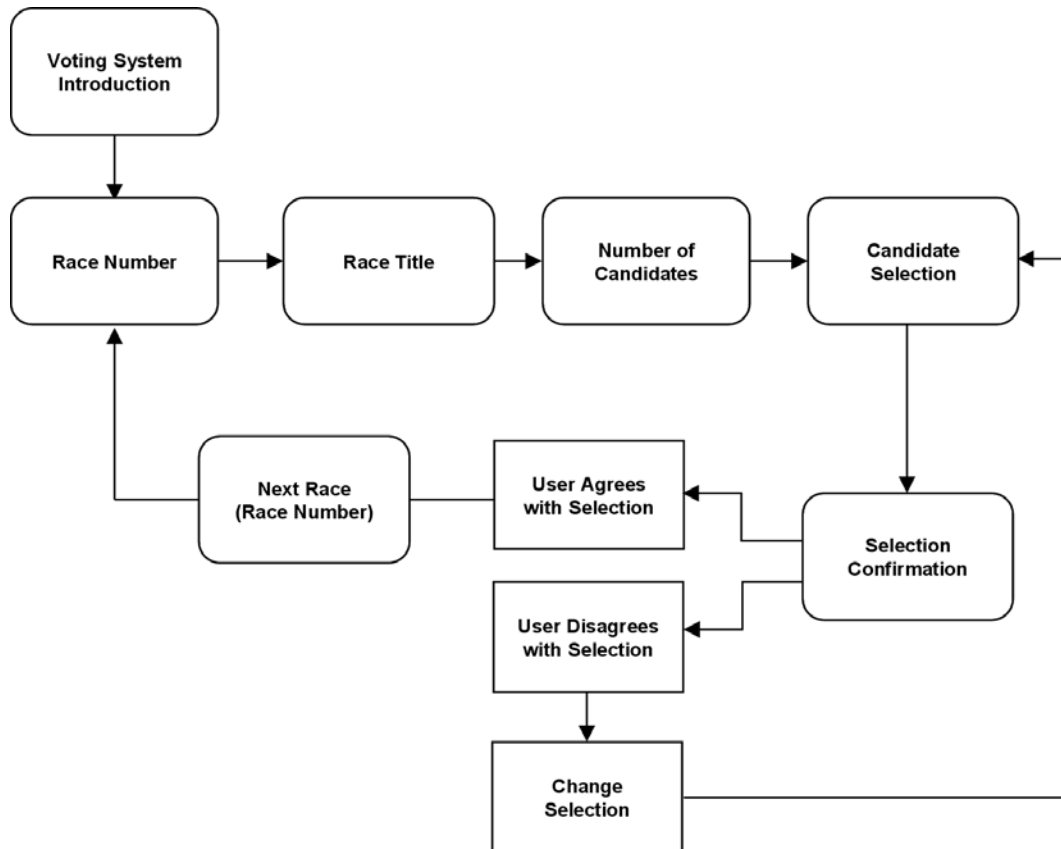 Voting System
Introduction
Race Number
Race Title
Number of
Candidates
Candidate
Selection
Next Race
(Race Number)
User Agrees
with Selection
Selection
Confirmation
User Disagrees
with Selection
Change
Selection